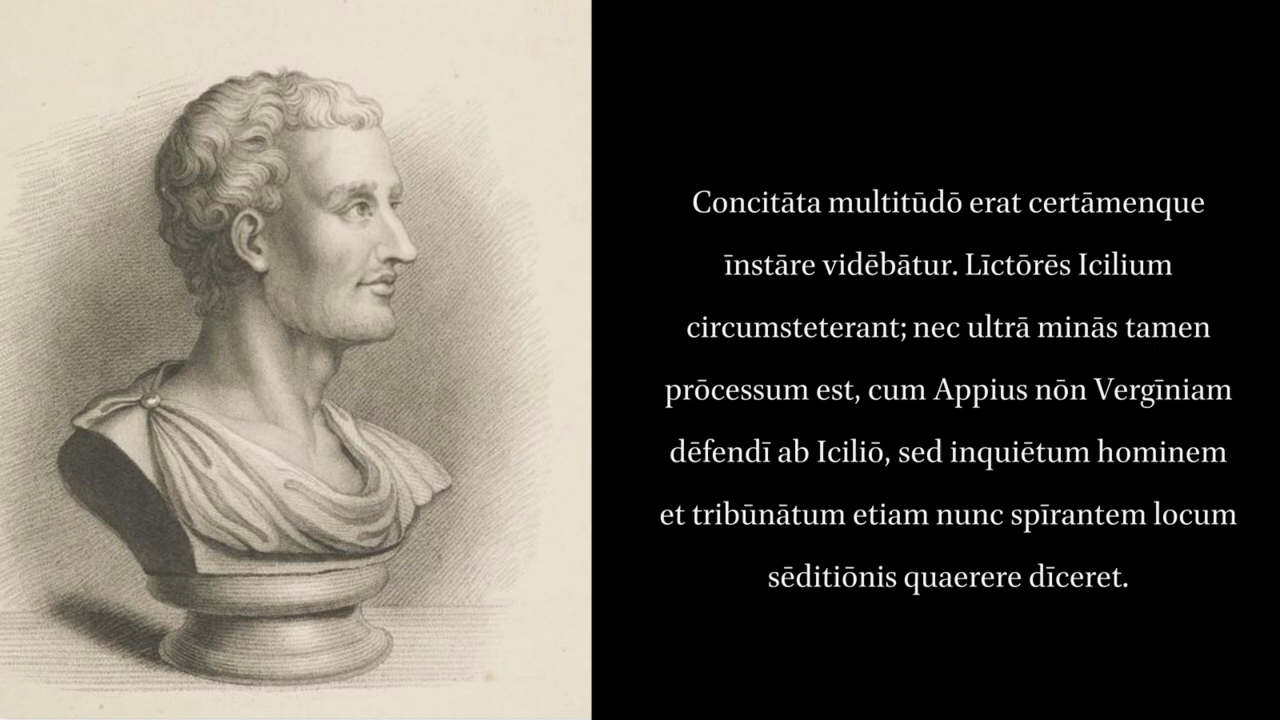 Concitāta multitūdō erat certāmenque
īnstāre vidēbātur. Līctōrēs Icilium
circumsteterant; nec ultrā minās tamen
prōcessum est, cum Appius nōn Vergīniam
dēfendī ab Iciliō, sed inquiētum hominem
et tribūnātum etiam nunc spīrantem locum
sēditiōnis quaerere dīceret.